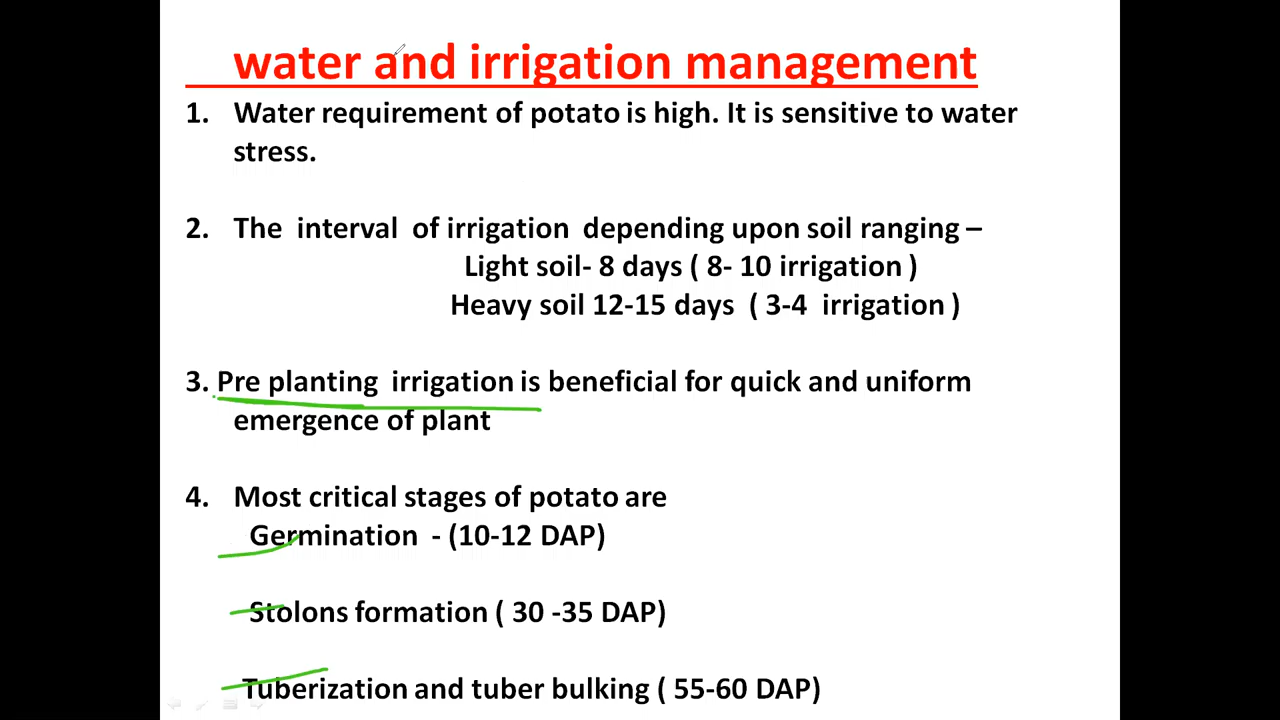 water and irrigation management
1. Water requirement of potato is high. It is sensitive to water
stress.
2. The interval of irrigation depending upon soil ranging –
Light soil- 8 days ( 8- 10 irrigation )
Heavy soil 12-15 days ( 3-4 irrigation )
3. Pre planting irrigation is beneficial for quick and uniform
emergence of plant
4. Most critical stages of potato are
Germination - (10-12 DAP)
Stolons formation ( 30 -35 DAP)
Tuberization and tuber bulking ( 55-60 DAP)